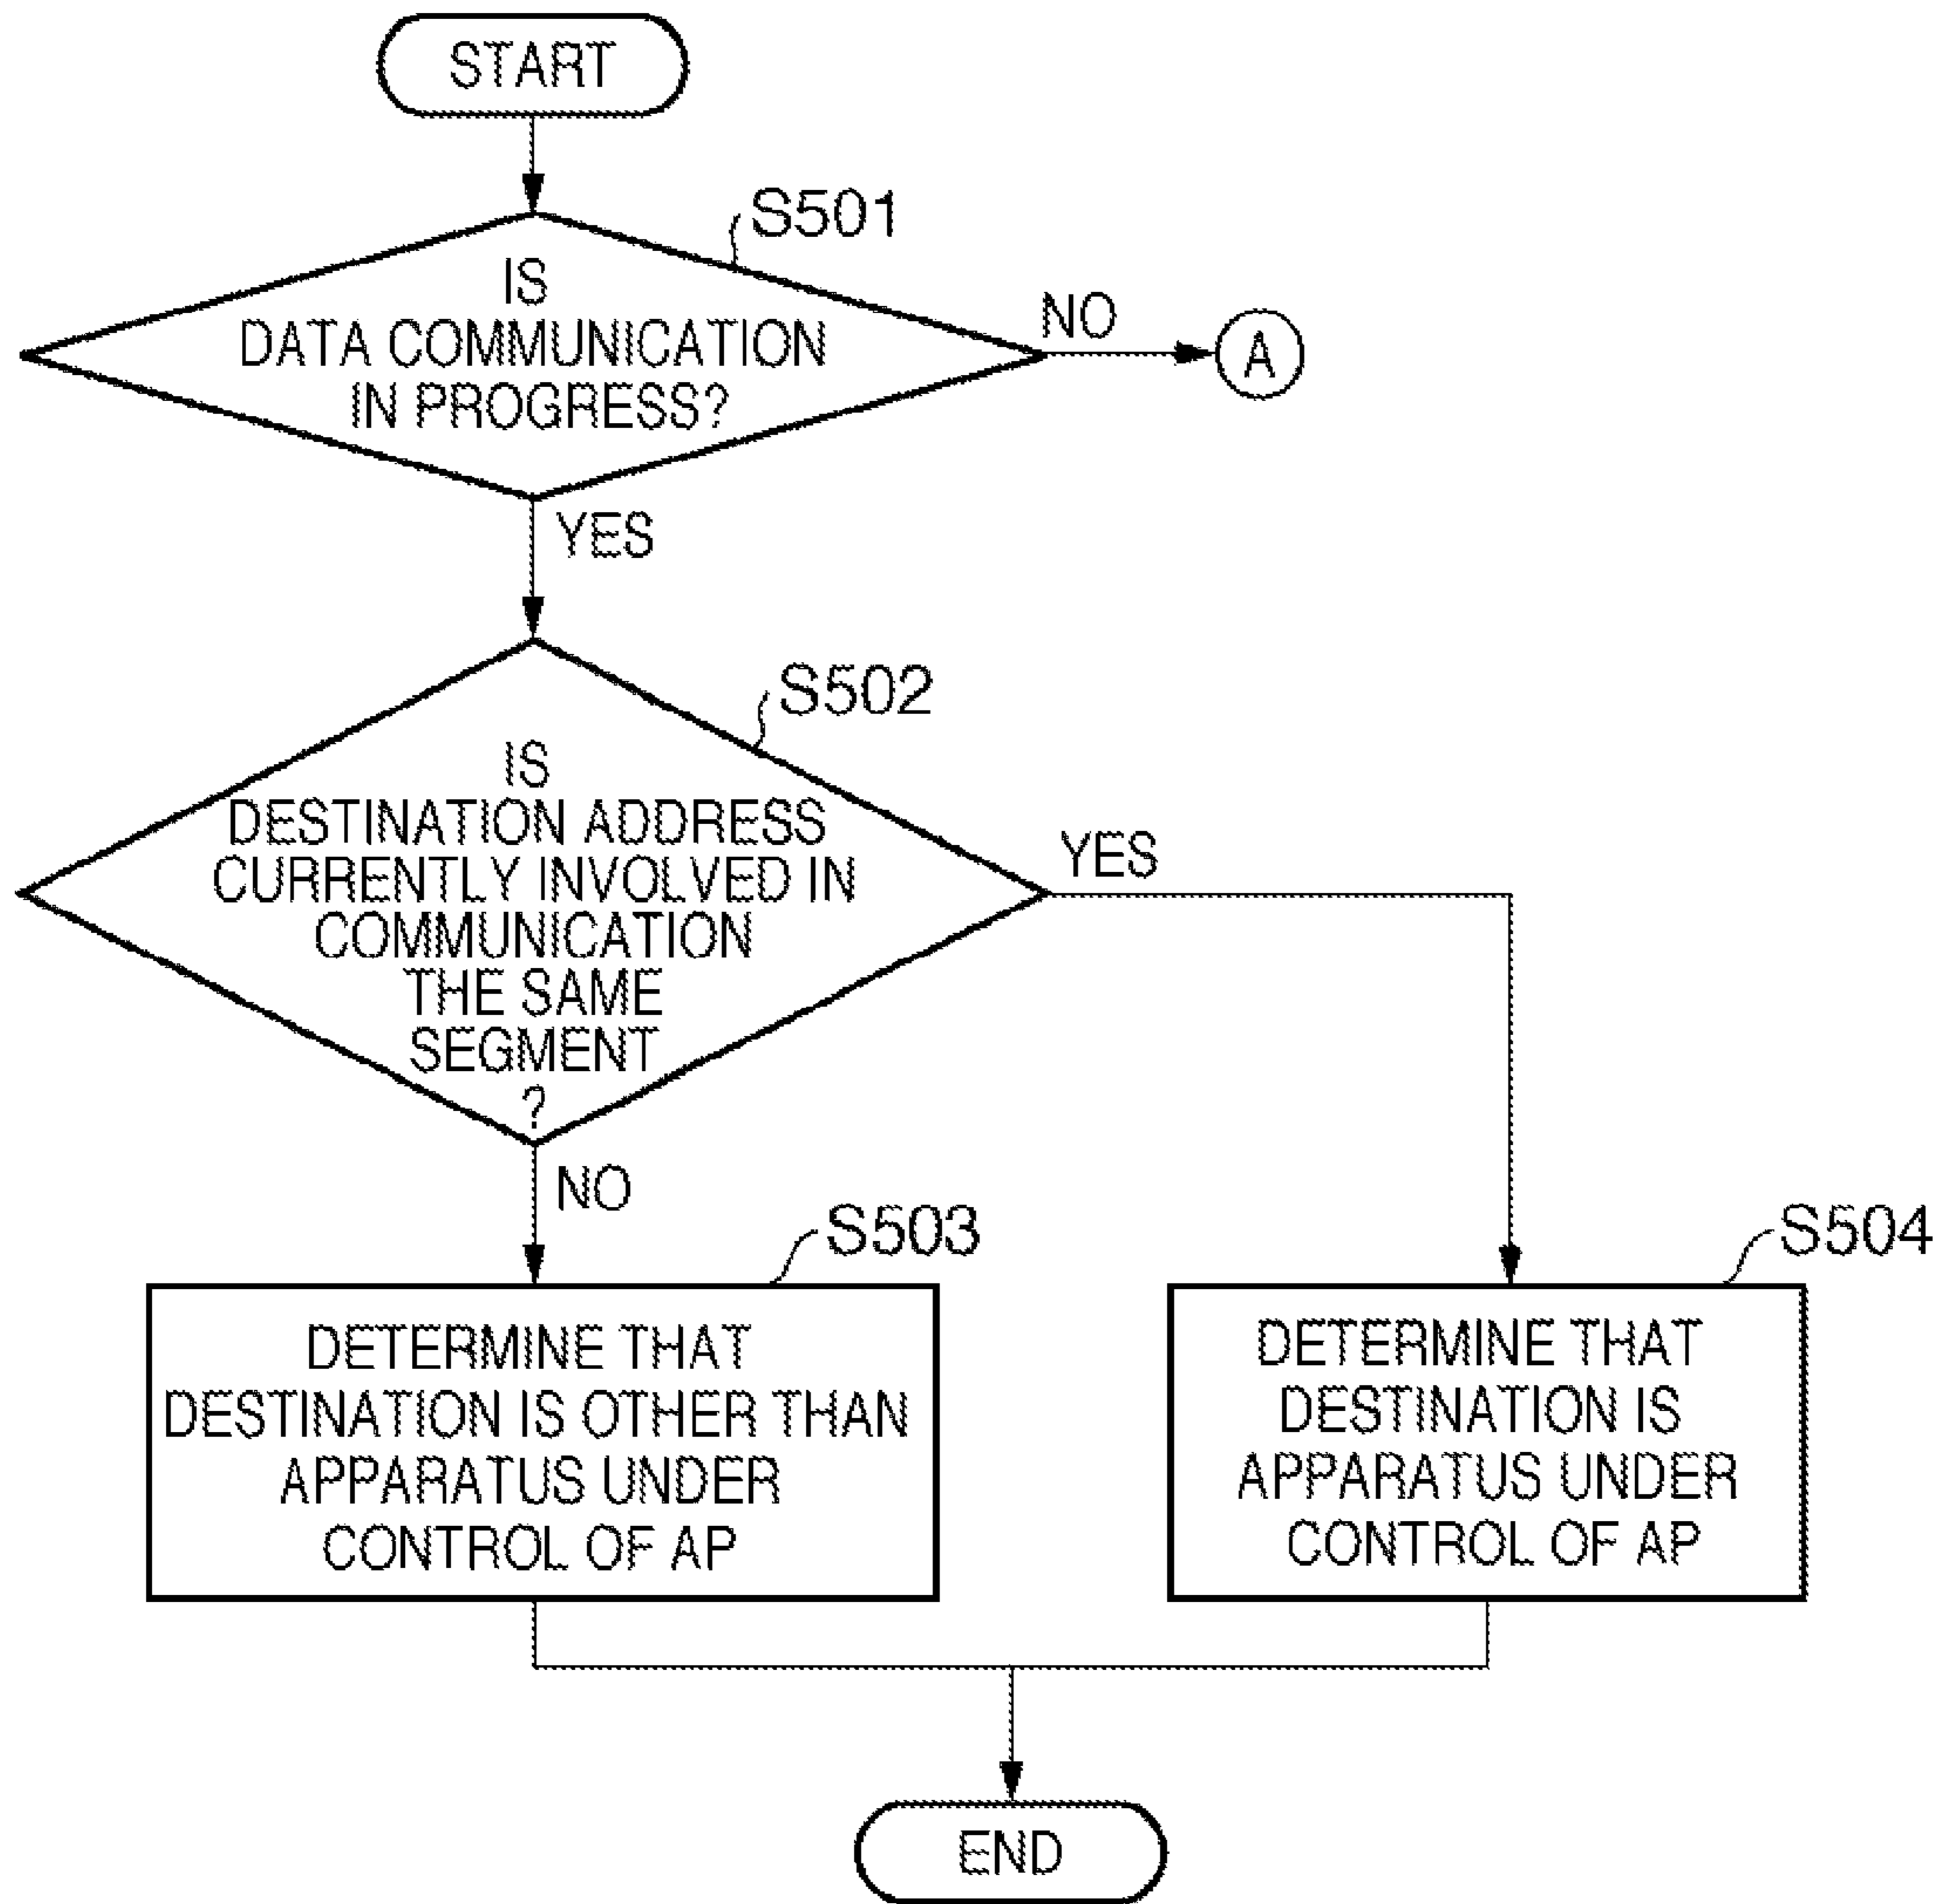 START
S501
IS
DATA COMMUNICATION
IN PROGRESS?
NO
A
YES
S502
IS
DESTINATION ADDRESS
CURRENTLY INVOLVED IN
COMMUNICATION
THE SAME
SEGMENT
?
YES
NO
S503
DETERMINE THAT
DESTINATION IS OTHER THAN
APPARATUS UNDER
CONTROL OF AP
S504
DETERMINE THAT
DESTINATION IS
APPARATUS UNDER
CONTROL OF AP
END